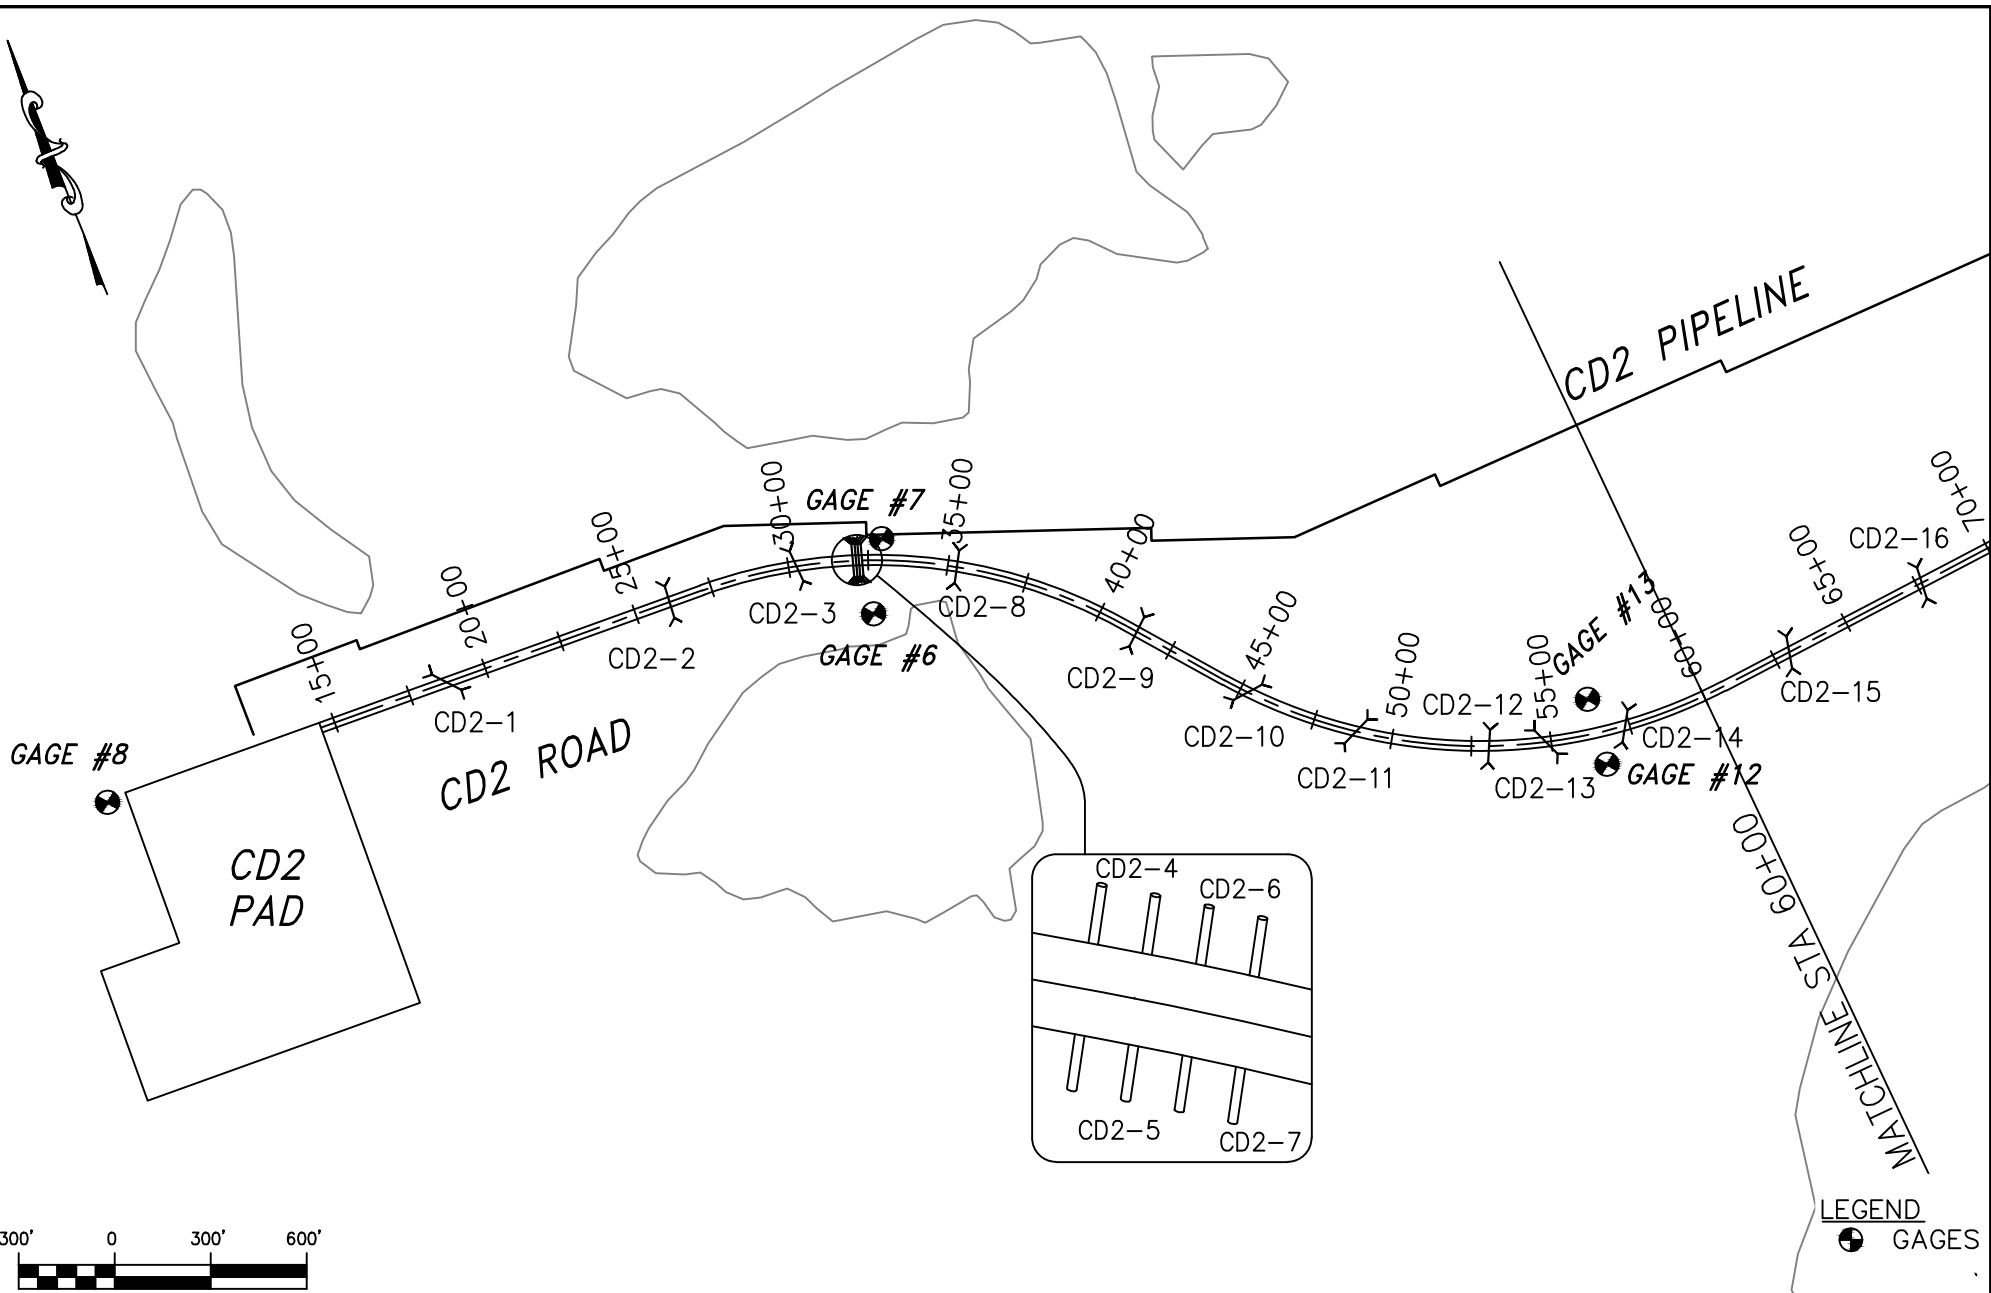 CD2 PIPELINE
70+00
CD2-16
65+00
GAGE #7
30+00
35+00
25+00
40+00
20+00
15+00
CD2-3
CD2-8
GAGE #6
CD2-2
CD2-9
CD2-1
CD2 ROAD
45+00
50+00
CD2-10
CD2-11
CD2-12
55+00
GAGE #13
60+00
CD2-15
CD2-14
CD2-13
GAGE #12
GAGE #8
CD2
PAD
CD2-4
CD2-6
CD2-5
CD2-7
MATCHLINE STA 60+00
LEGEND
GAGES
300' 0 300' 600'